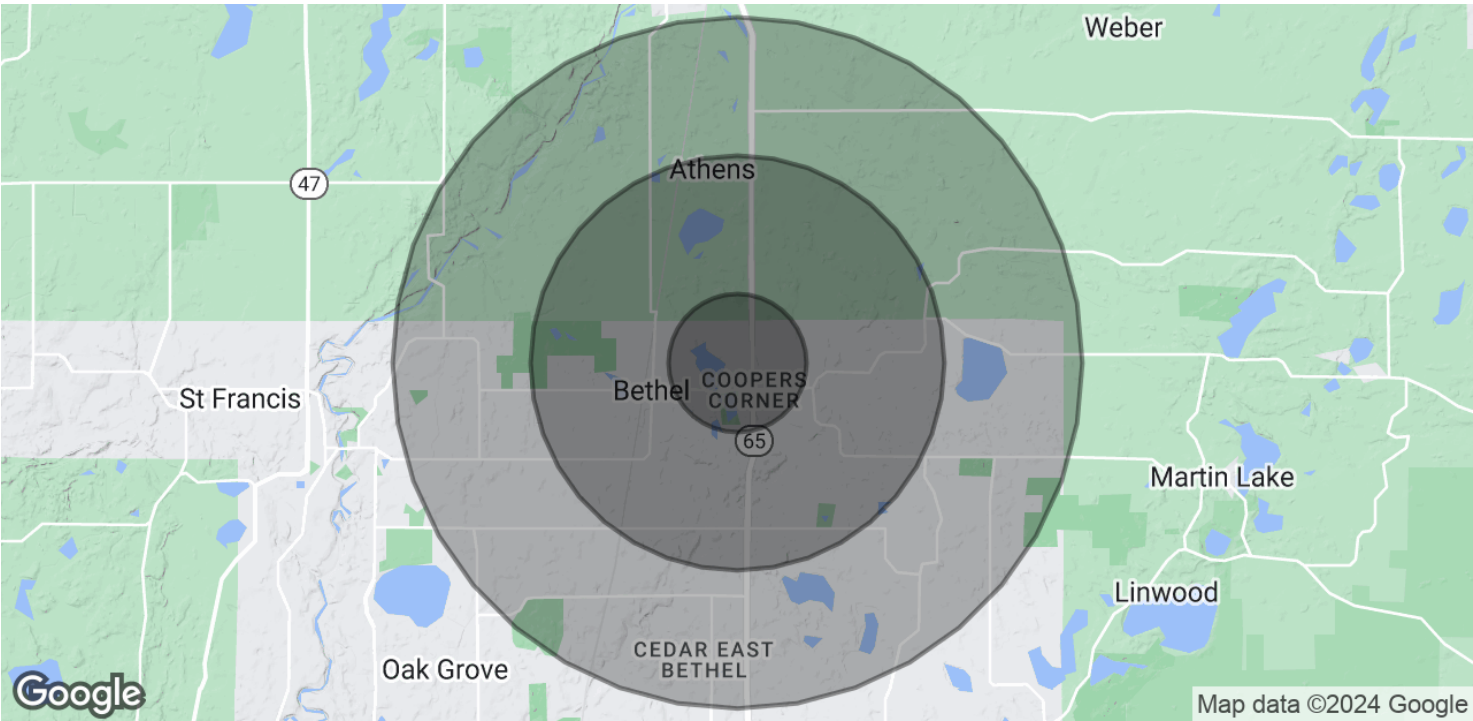 Weber
Athens
47
Bethel
COOPERS
CORNER
St Francis
65
Martin Lake
Linwood
CEDAR EAST
BETHEL
Oak Grove
Google
Map data ©2024 Google